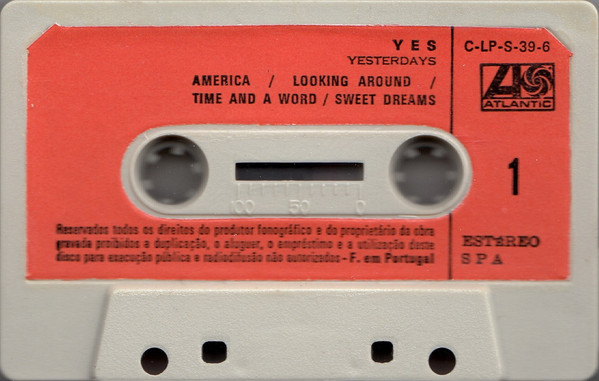 YES
YESTERDAYS
AMERICA / LOOKING AROUND /
TIME AND A WORD / SWEET DREAMS
C-LP-S-39-6
ATLANTIC
1
100 50 0
Reservados todos os direitos do produtor fonográfico e do proprietário da obra
gravada proibidos a duplicação, o aluguer, o empréstimo e a utilização deste
disco para execução pública e radiodifusão não autorizados - F. em Portugal
ESTÉREO
SPA